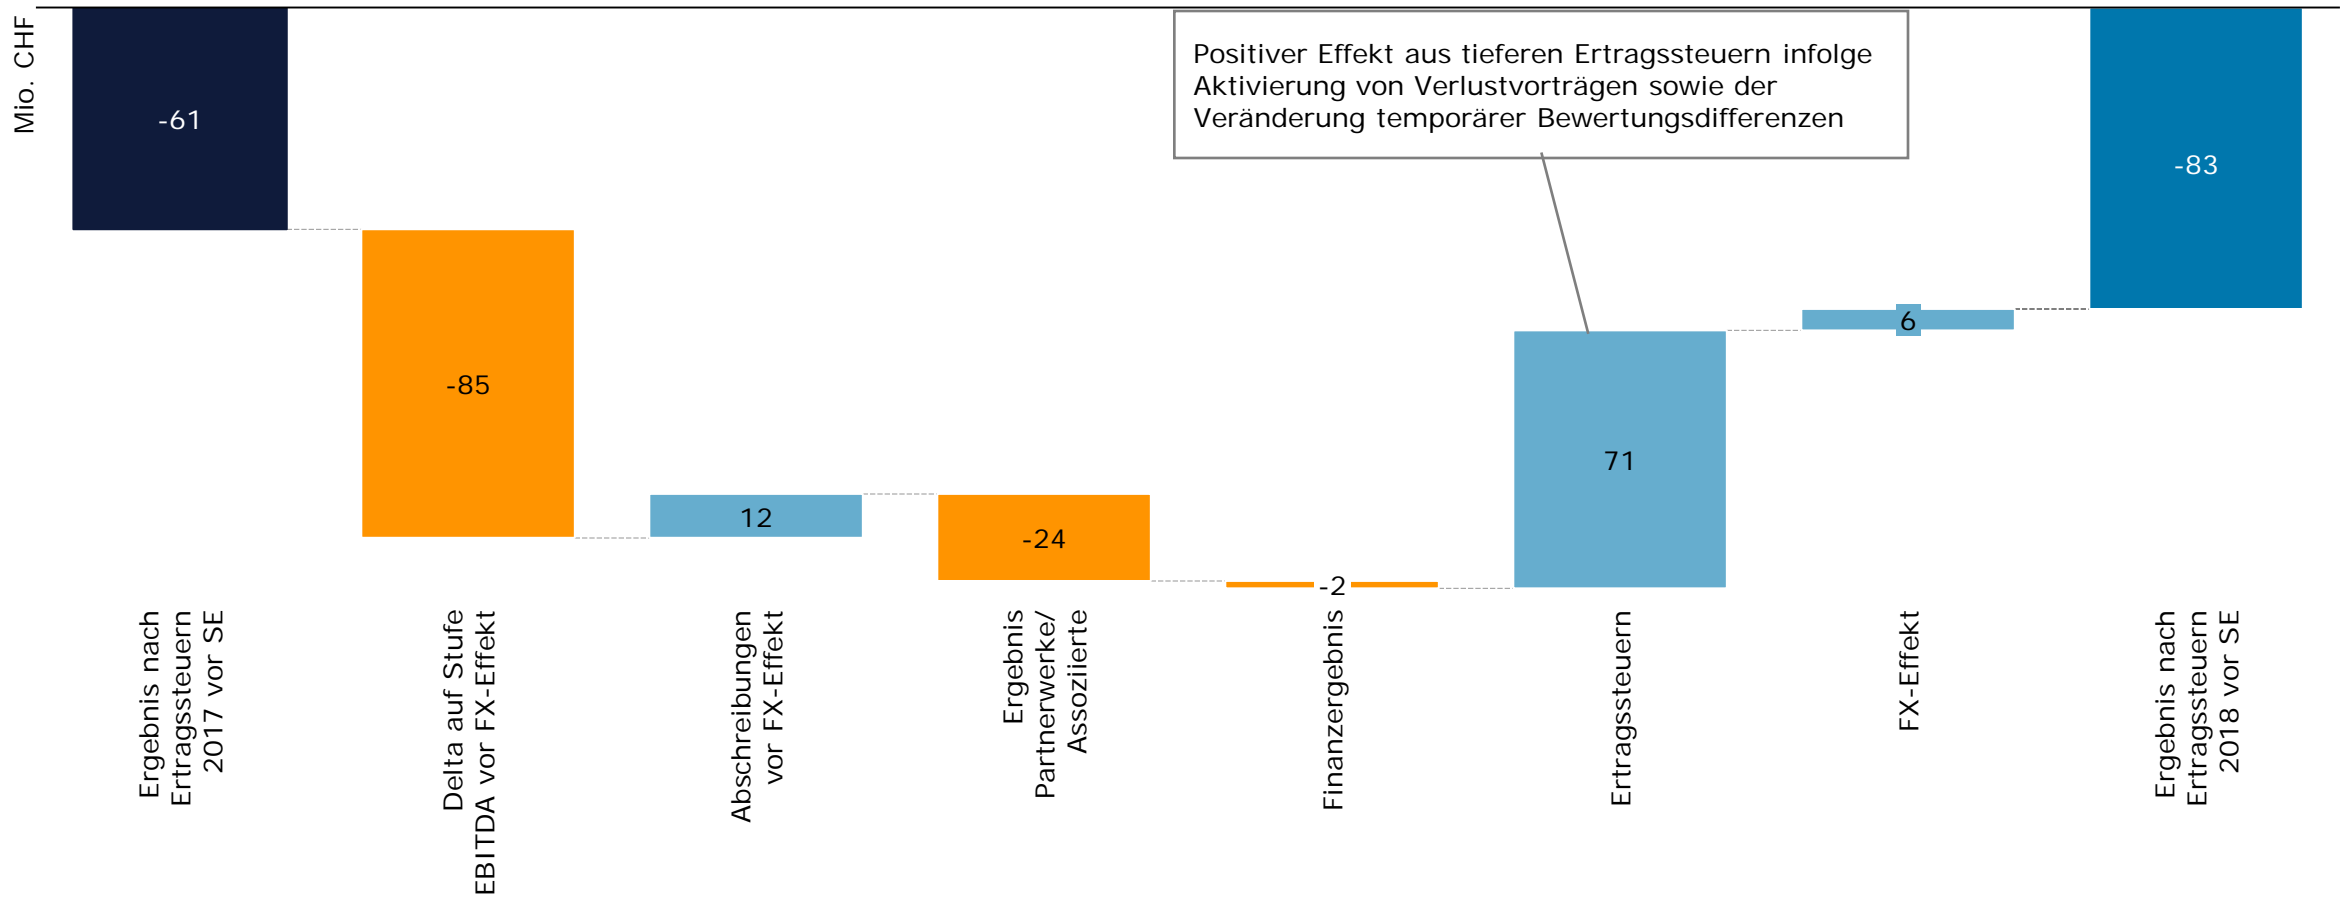 Mio. CHF
Positiver Effekt aus tieferen Ertragssteuern infolge
Aktivierung von Verlustvorträgen sowie der
Veränderung temporärer Bewertungsdifferenzen
-61
-85
12
-24
-2
71
6
-83
Ergebnis nach
Ertragssteuern
2017 vor SE
Delta auf Stufe
EBITDA vor FX-Effekt
Abschreibungen
vor FX-Effekt
Ergebnis
Partnerwerke/
Assoziierte
Finanzergebnis
Ertragssteuern
FX-Effekt
Ergebnis nach
Ertragssteuern
2018 vor SE